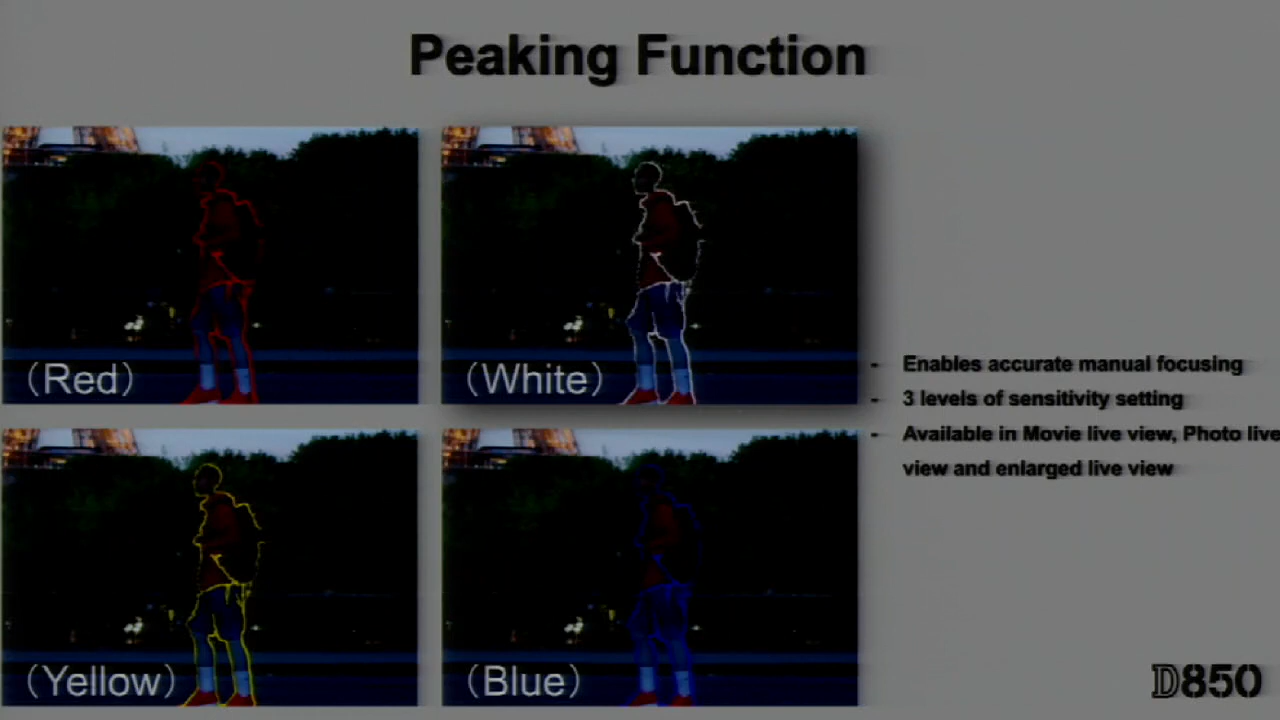 Peaking Function
(Red)
(White)
- Enables accurate manual focusing
- 3 levels of sensitivity setting
- Available in Movie live view, Photo live
view and enlarged live view
(Yellow)
(Blue)
D850